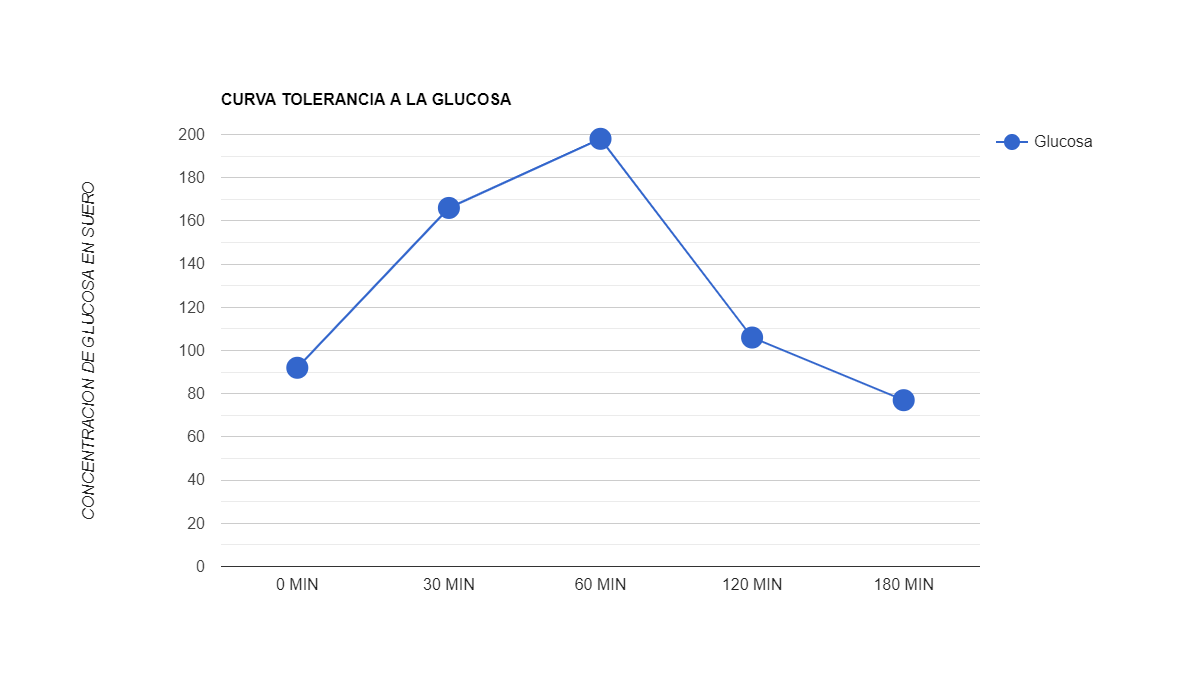 CURVA TOLERANCIA A LA GLUCOSA
Glucosa
CONCENTRACION DE GLUCOSA EN SUERO
200
180
160
140
120
100
80
60
40
20
0
0 MIN 30 MIN 60 MIN 120 MIN 180 MIN